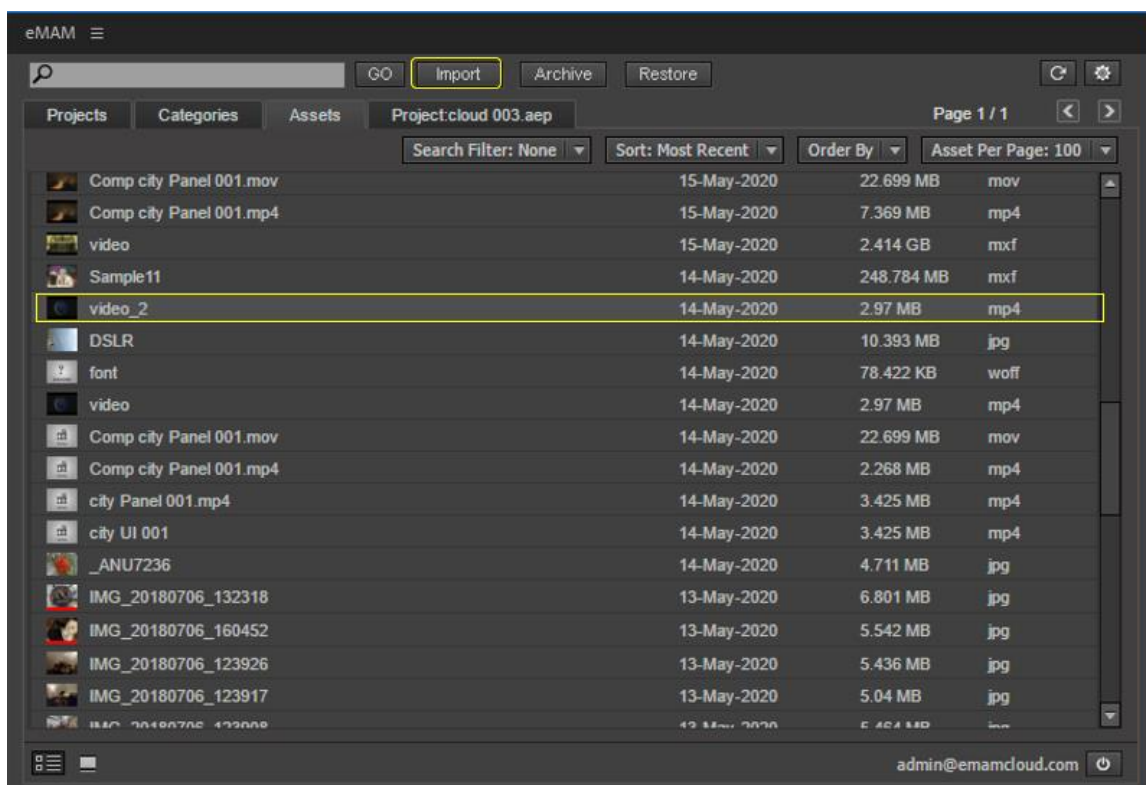 eMAM
GO Import Archive Restore
Projects Categories Assets Project:cloud 003.aep Page 1 / 1
Search Filter: None Sort: Most Recent Order By Asset Per Page: 100
Comp city Panel 001.mov 15-May-2020 22.699 MB mov
Comp city Panel 001.mp4 15-May-2020 7.369 MB mp4
video 15-May-2020 2.414 GB mxf
Sample11 14-May-2020 248.784 MB mxf
video_2 14-May-2020 2.97 MB mp4
DSLR 14-May-2020 10.393 MB jpg
font 14-May-2020 78.422 KB woff
video 14-May-2020 2.97 MB mp4
Comp city Panel 001.mov 14-May-2020 22.699 MB mov
Comp city Panel 001.mp4 14-May-2020 2.268 MB mp4
city Panel 001.mp4 14-May-2020 3.425 MB mp4
city UI 001 14-May-2020 3.425 MB mp4
_ANU7236 14-May-2020 4.711 MB jpg
IMG_20180706_132318 13-May-2020 6.801 MB jpg
IMG_20180706_160452 13-May-2020 5.542 MB jpg
IMG_20180706_123926 13-May-2020 5.436 MB jpg
IMG_20180706_123917 13-May-2020 5.04 MB jpg
IMG_20180706_123908 13-May-2020 5.464 MB jpg
admin@emamcloud.com